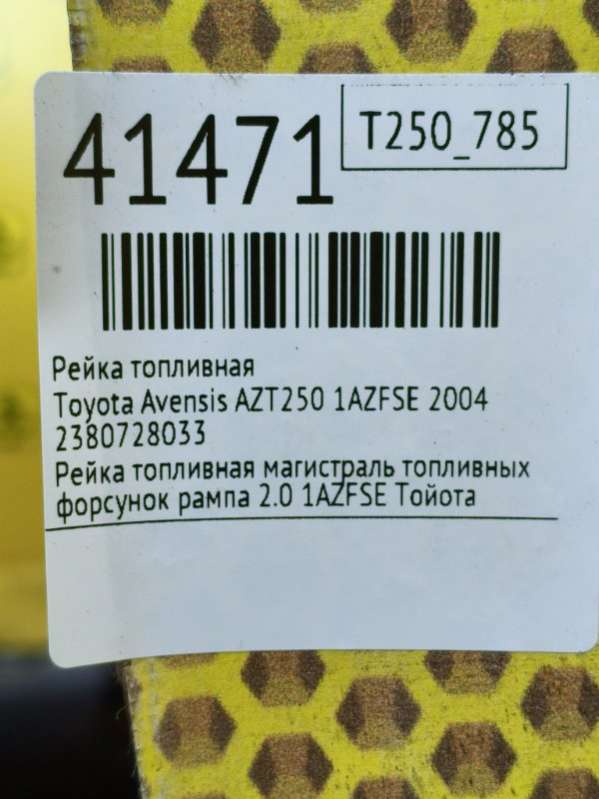 41471
T250_785
Рейка топливная
Toyota Avensis AZT250 1AZFSE 2004
2380728033
Рейка топливная магистраль топливных
форсунок рампа 2.0 1AZFSE Тойота